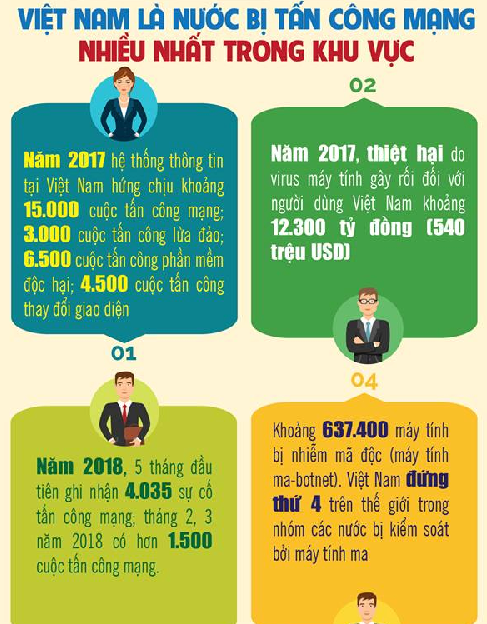 VIỆT NAM LÀ NƯỚC BỊ TẤN CÔNG MẠNG
NHIỀU NHẤT TRONG KHU VỰC
Năm 2017 hệ thống thông tin
tại Việt Nam hứng chịu khoảng
15.000 cuộc tấn công mạng;
3.000 cuộc tấn công lừa đảo;
6.500 cuộc tấn công phần mềm
độc hại; 4.500 cuộc tấn công
thay đổi giao diện
01
02
Năm 2017, thiệt hại do
virus máy tính gây rối đối với
người dùng Việt Nam khoảng
12.300 tỷ đồng (540
trệu USD)
Năm 2018, 5 tháng đầu
tiên ghi nhận 4.035 sự cố
tấn công mạng, tháng 2, 3
năm 2018 có hơn 1.500
cuộc tấn công mạng.
04
Khoảng 637.400 máy tính
bị nhiễm mã độc (máy tính
ma-botnet). Việt Nam đứng
thứ 4 trên thế giới trong
nhóm các nước bị kiểm soát
bởi máy tính ma